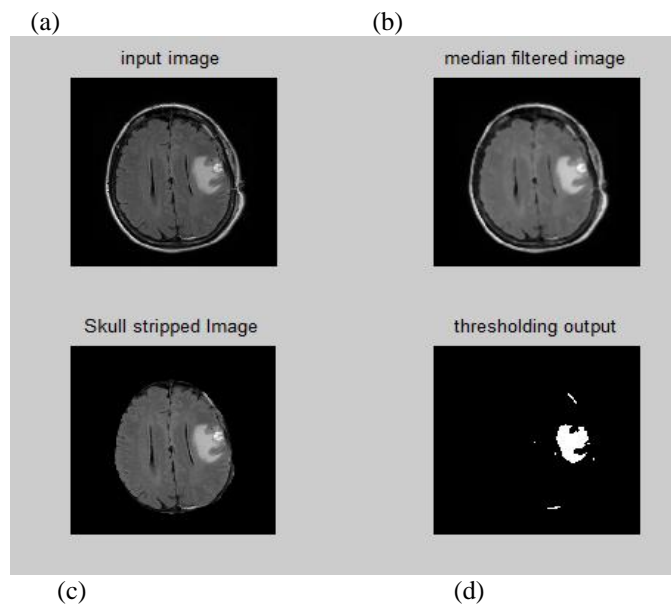 (a) (b)
input image median filtered image
Skull stripped Image thresholding output
(c) (d)